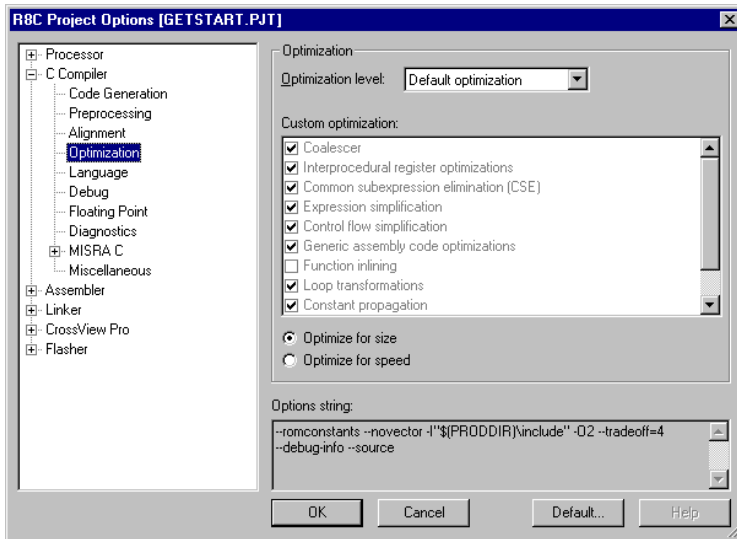 R8C Project Options [GETSTART.PJT]
Processor
C Compiler
Code Generation
Preprocessing
Alignment
Optimization
Language
Debug
Floating Point
Diagnostics
MISRA C
Miscellaneous
Assembler
Linker
CrossView Pro
Flasher
Optimization
Optimization level: Default optimization
Custom optimization:
Coalescer
Interprocedural register optimizations
Common subexpression elimination (CSE)
Expression simplification
Control flow simplification
Generic assembly code optimizations
Function inlining
Loop transformations
Constant propagation
Optimize for size
Optimize for speed
Options string:
--romconstants --novector -I"$(PRODDIR)\include" -O2 --tradeoff=4
--debug-info --source
OK Cancel Default... Help